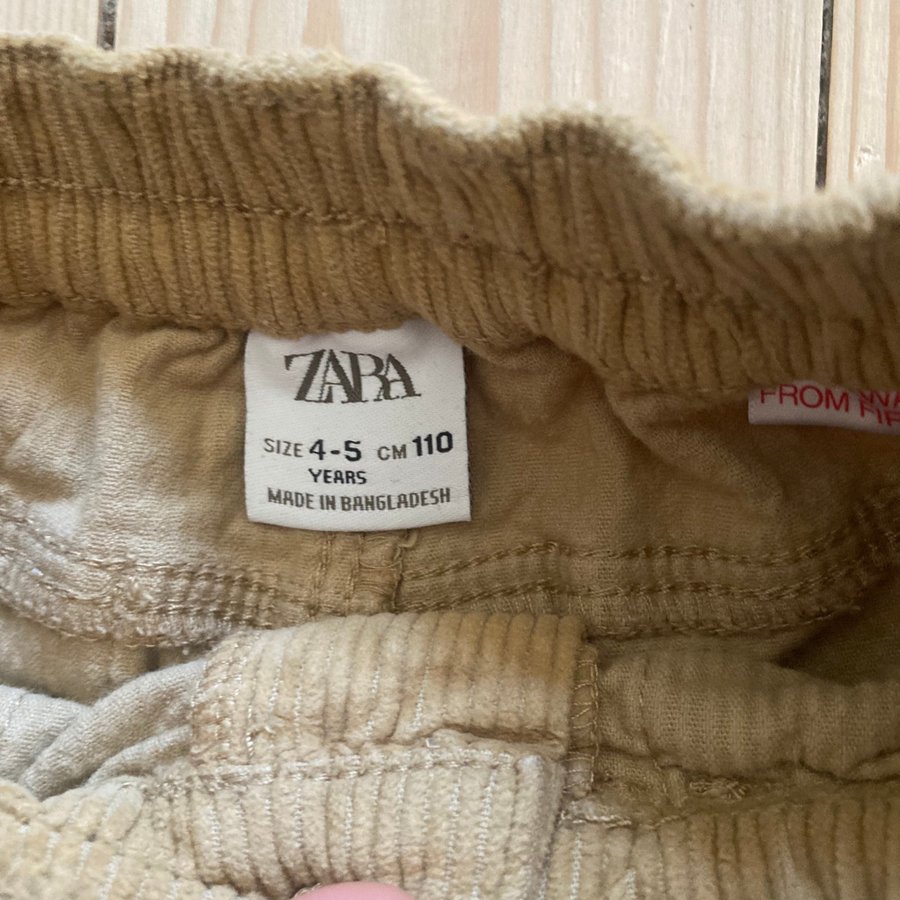 ZARA
SIZE 4-5 CM 110
YEARS
MADE IN BANGLADESH
FROM